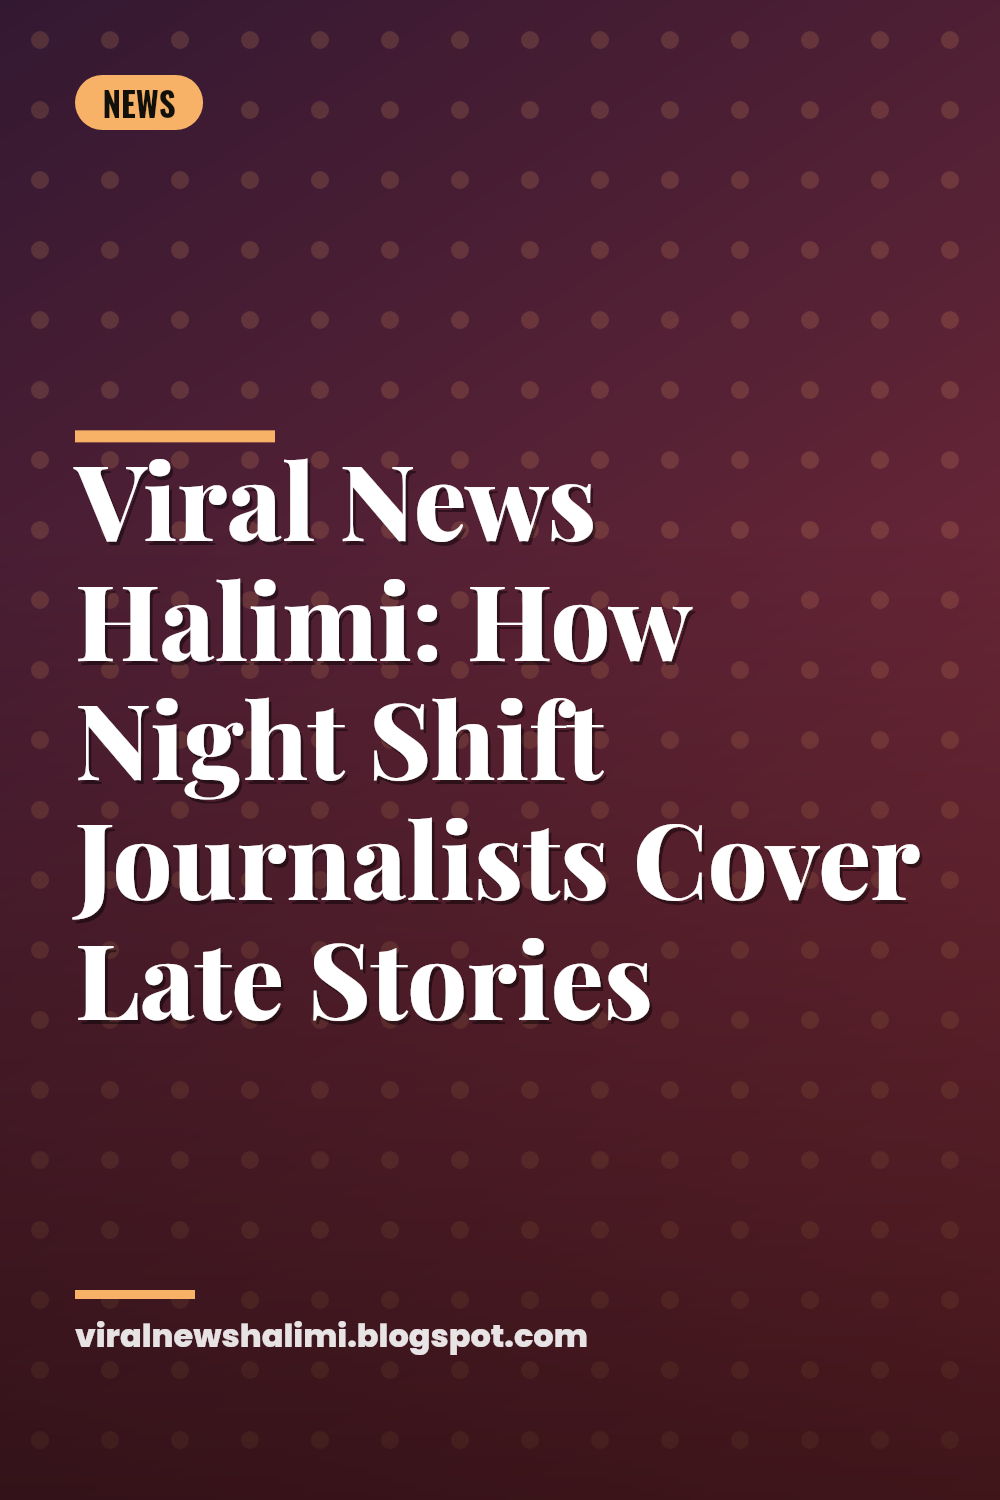 NEWS
Viral News
Halimi: How
Night Shift
Journalists Cover
Late Stories
viralnewshalimi.blogspot.com